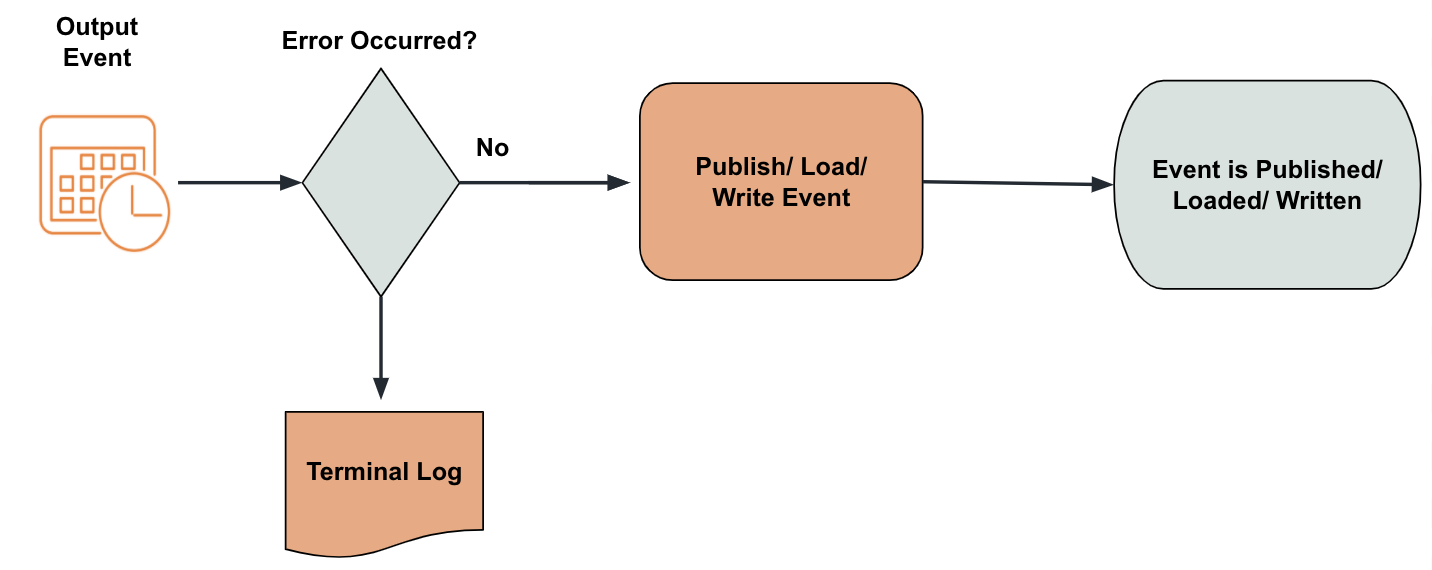 Output
Event
Error Occurred?
No
Publish/ Load/
Write Event
Event is Published/
Loaded/ Written
Terminal Log